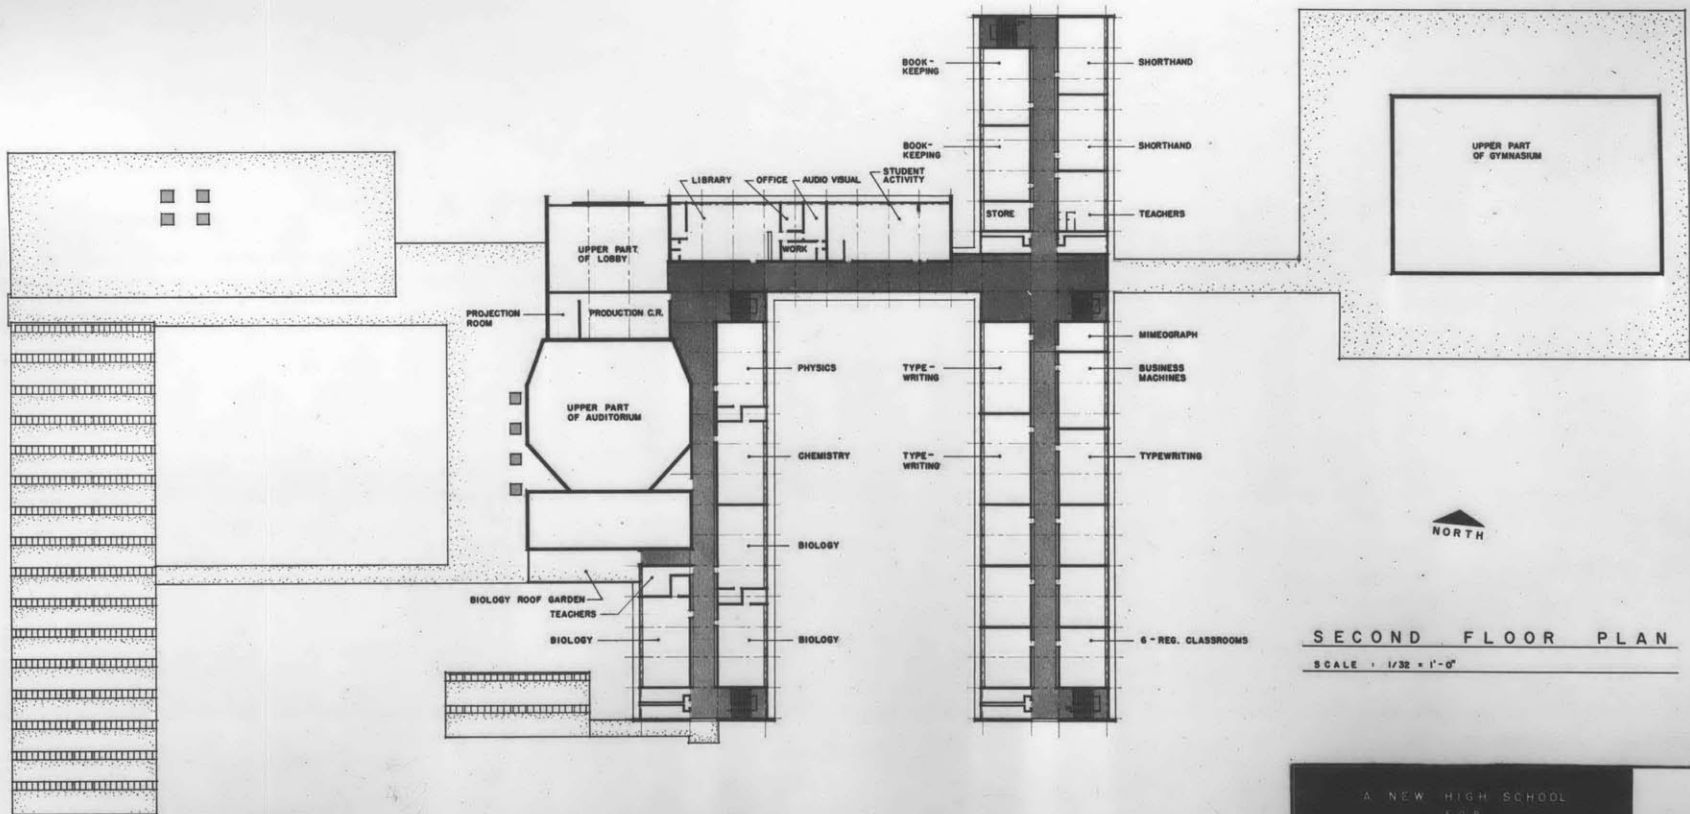 BOOK-
KEEPING
SHORTHAND
BOOK-
KEEPING
SHORTHAND
UPPER PART
OF GYMNASIUM
LIBRARY
OFFICE
AUDIO VISUAL
STUDENT
ACTIVITY
STORE
TEACHERS
UPPER PART
OF LOBBY
WORK
PROJECTION
ROOM
PRODUCTION C.R.
MIMEOGRAPH
PHYSICS
TYPE-
WRITING
BUSINESS
MACHINES
UPPER PART
OF AUDITORIUM
CHEMISTRY
TYPE-
WRITING
TYPEWRITING
NORTH
BIOLOGY
BIOLOGY ROOF GARDEN
TEACHERS
BIOLOGY
BIOLOGY
6 - REG. CLASSROOMS
SECOND FLOOR PLAN
SCALE : 1/32 = 1'-0"
A NEW HIGH SCHOOL
FOR